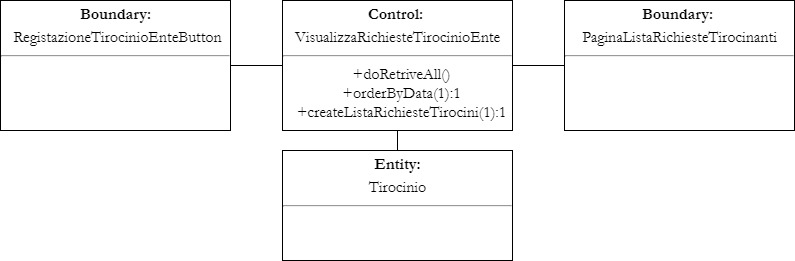 Boundary:
RegistazioneTirocinioEnteButton
Control:
VisualizzaRichiesteTirocinioEnte
+doRetriveAll()
+orderByData(1):1
+createListaRichiesteTirocini(1):1
Boundary:
PaginaListaRichiesteTirocinanti
Entity:
Tirocinio